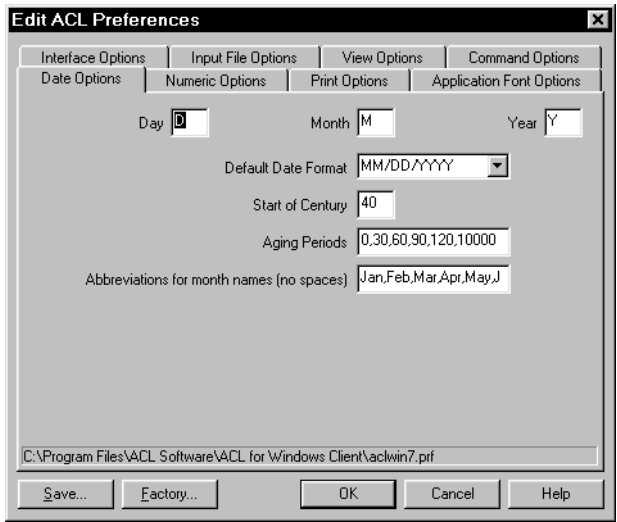 Edit ACL Preferences
Interface Options Input File Options View Options Command Options
Date Options Numeric Options Print Options Application Font Options
Day D Month M Year Y
Default Date Format MM/DD/YYYY
Start of Century 40
Aging Periods 0,30,60,90,120,10000
Abbreviations for month names (no spaces) Jan,Feb,Mar,Apr,May,J
C:\Program Files\ACL Software\ACL for Windows Client\aclwin7.prf
Save... Factory... OK Cancel Help